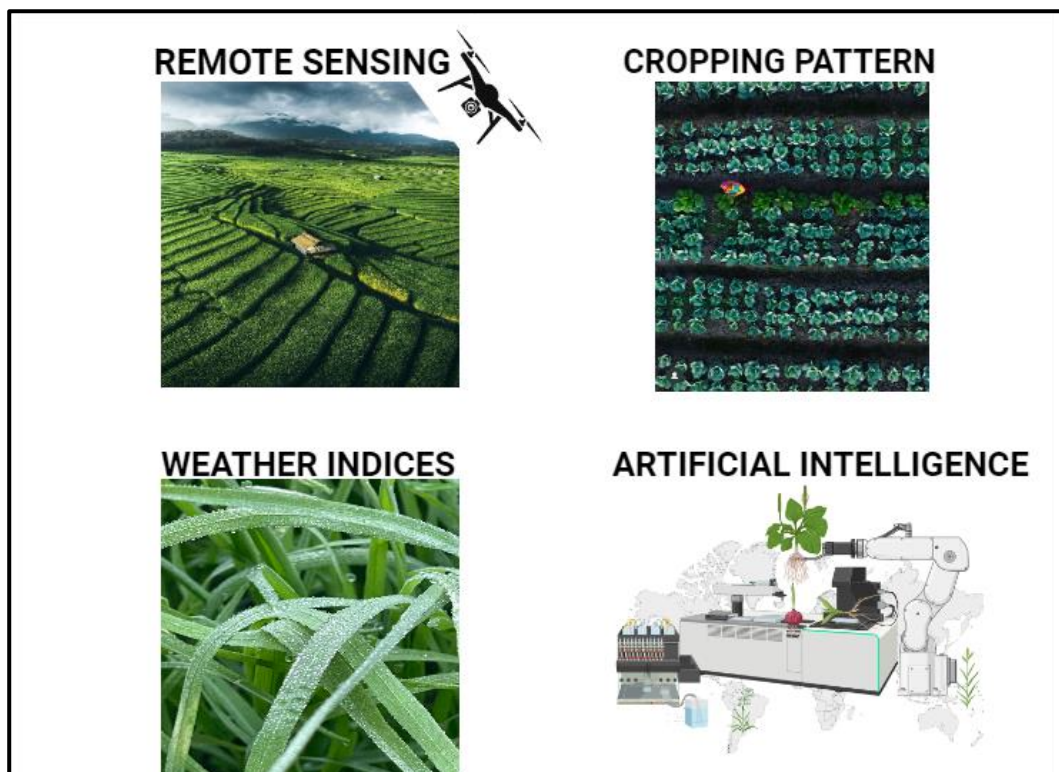 REMOTE SENSING
CROPPING PATTERN
WEATHER INDICES
ARTIFICIAL INTELLIGENCE